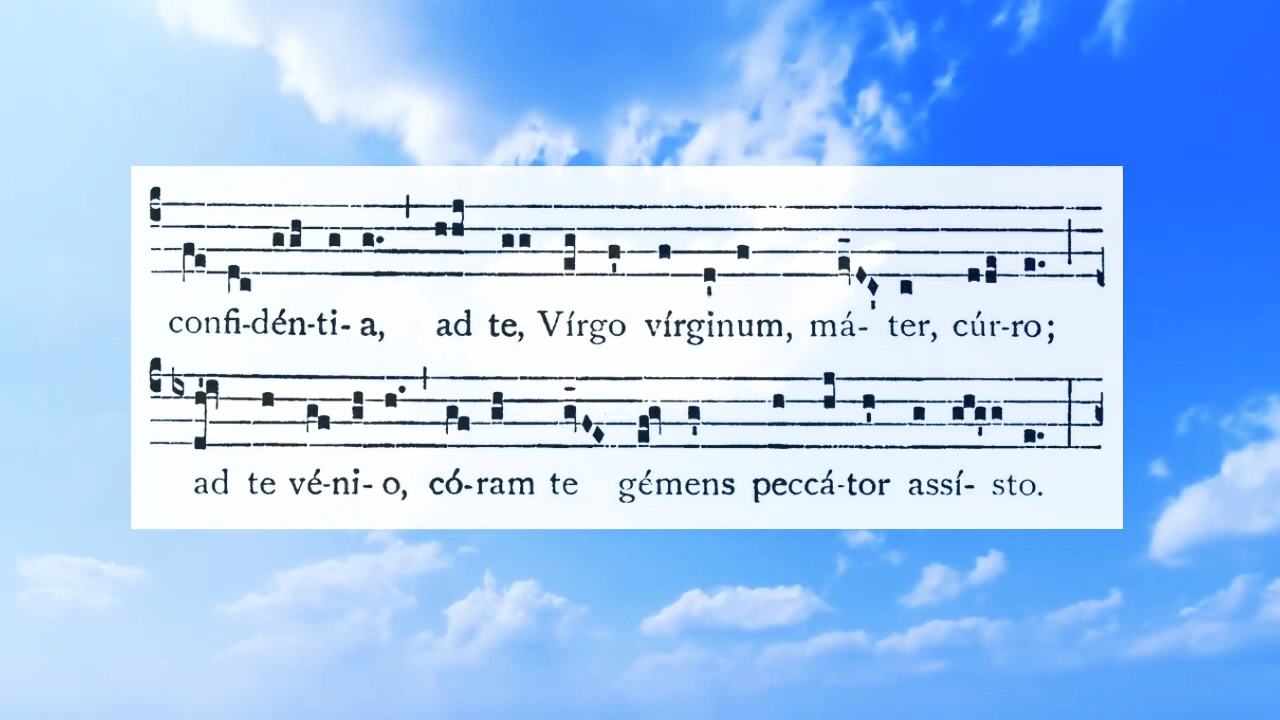 confi-dén-ti- a, ad te, Vírgo vírginum, má- ter, cúr-ro;
ad te vé-ni- o, có-ram te gémens peccá-tor assí- sto.